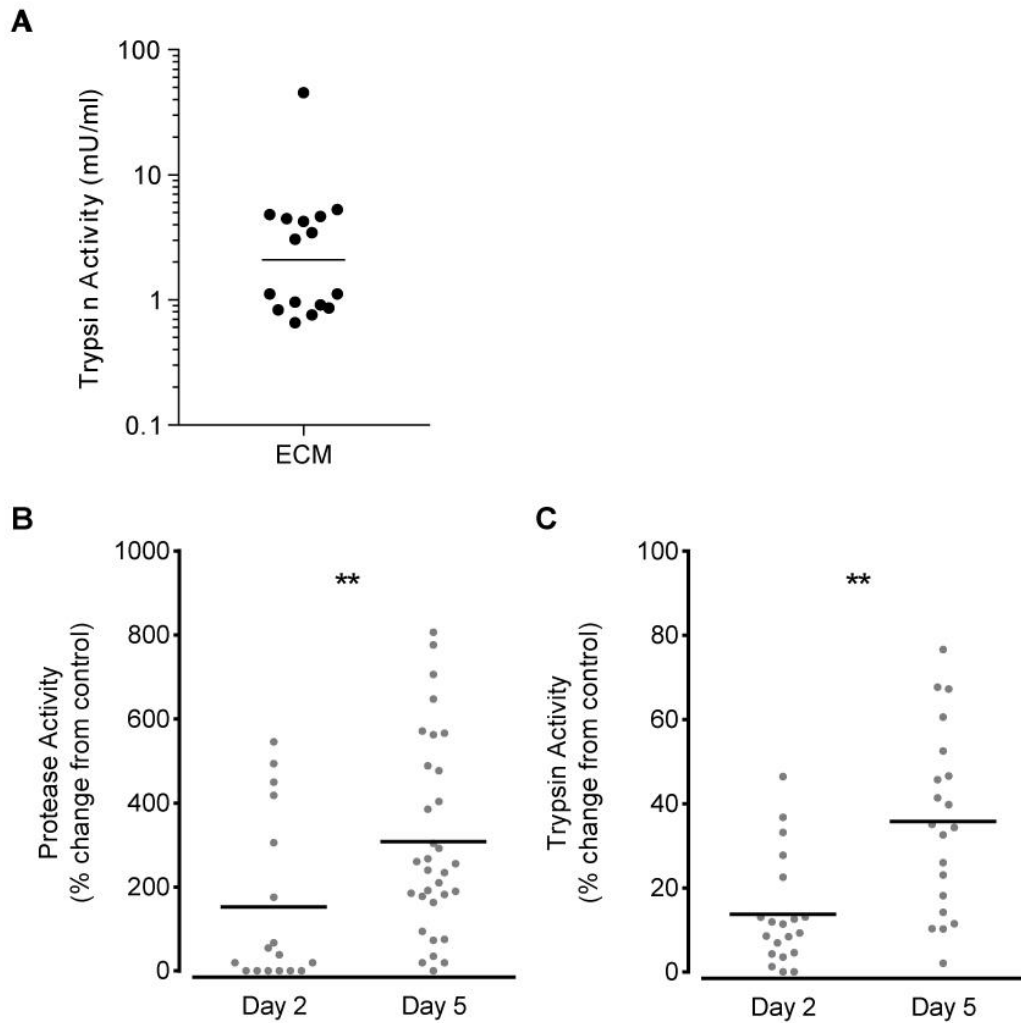 A
Trypsi n Activity (mU/ml)
100
10
1
0.1
ECM
B
Protease Activity
(% change from control)
1000
800
600
400
200
0
**
Day 2
Day 5
C
Trypsin Activity
(% change from control)
100
80
60
40
20
0
**
Day 2
Day 5